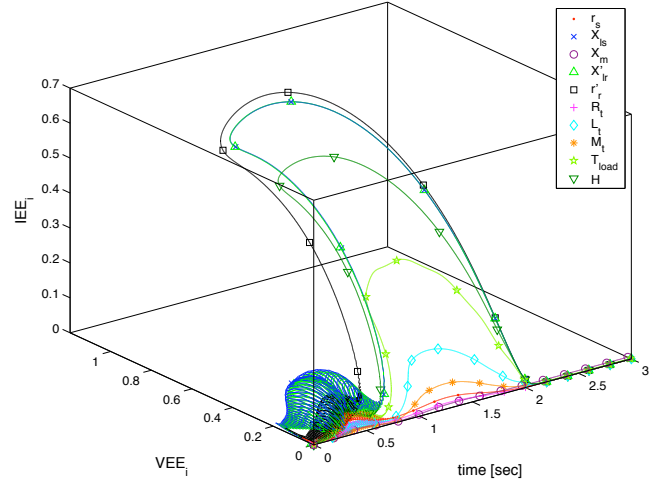 r_s
X_ls
X_m
X'_lr
r'_r
R_t
L_t
M_t
T_load
H
0.7
0.6
0.5
0.4
0.3
0.2
0.1
0
IEE_i
1
0.8
0.6
0.4
0.2
0
VEE_i
0
0.5
1
1.5
2
2.5
3
time [sec]